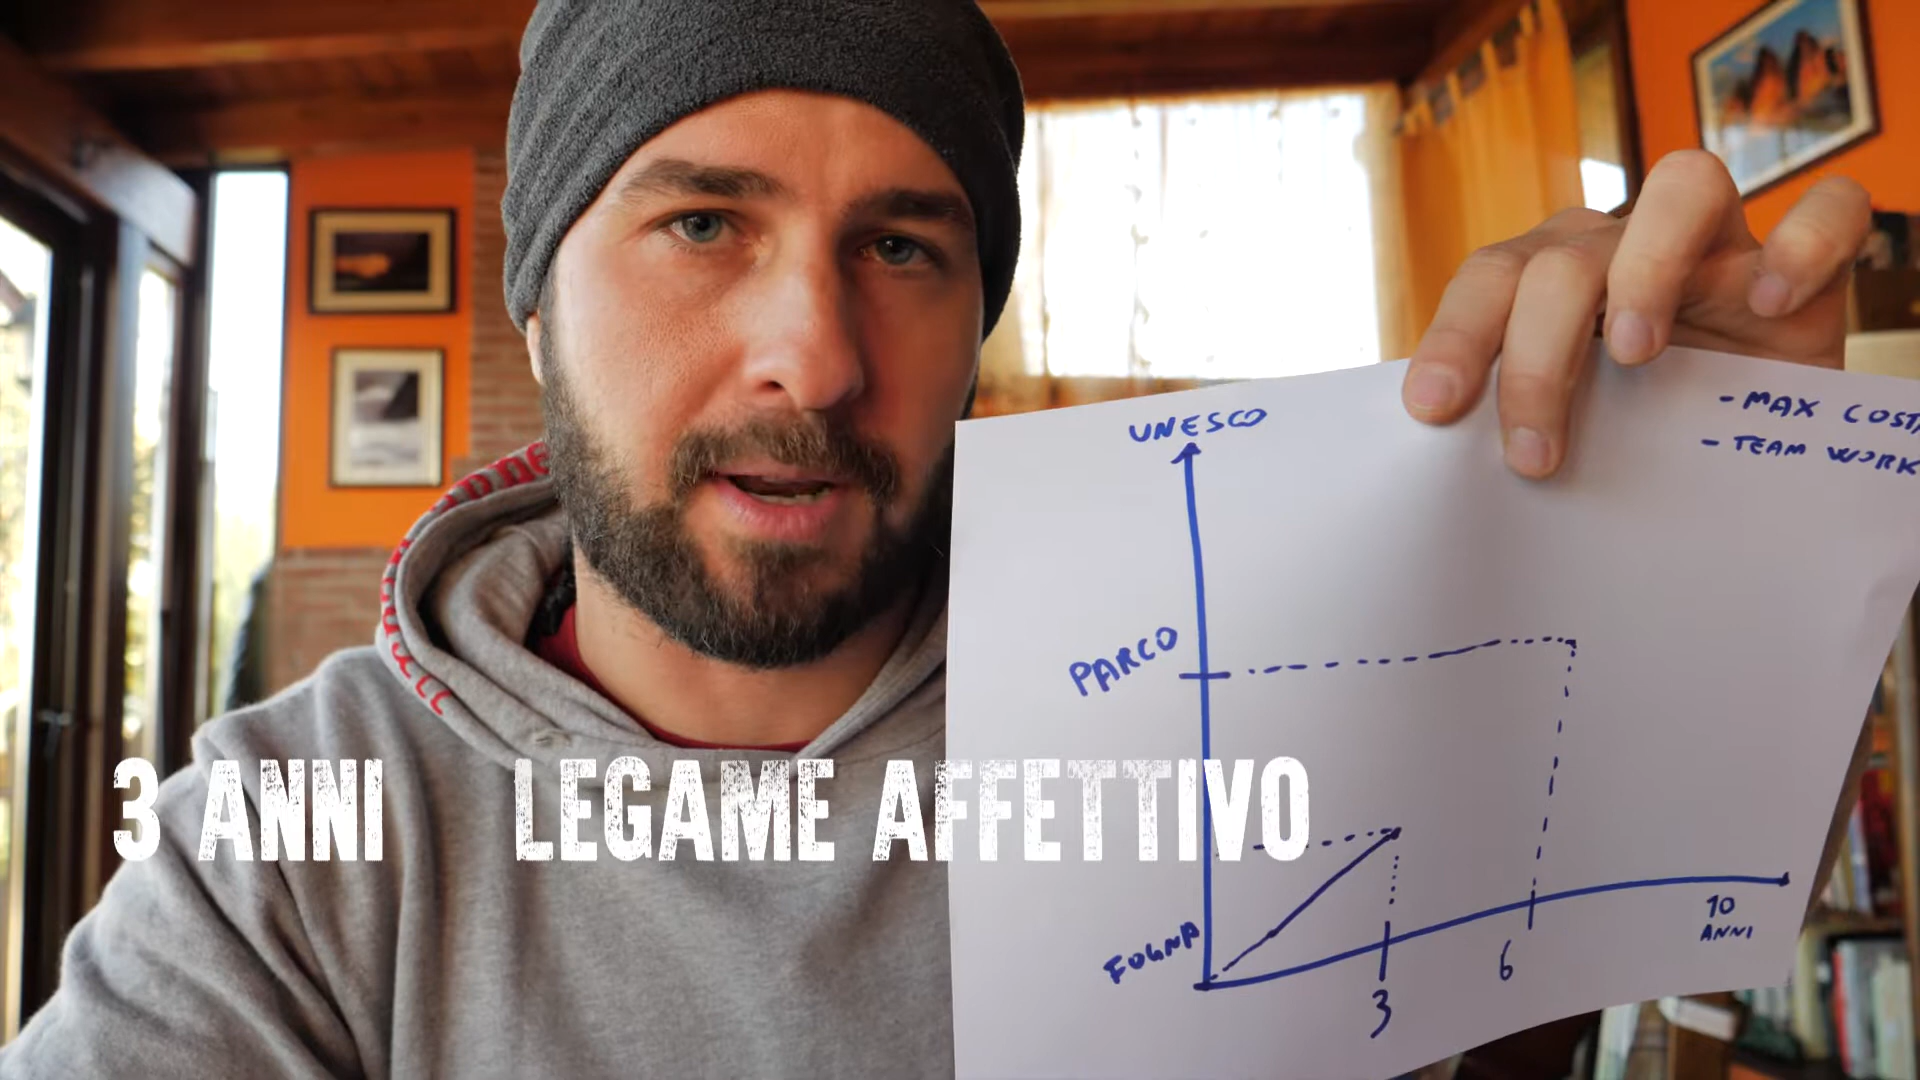 UNESCO
- MAX COST
- TEAM WORK
PARCO
3 ANNI LEGAME AFFETTIVO
FOGNA
3
6
10
ANNI